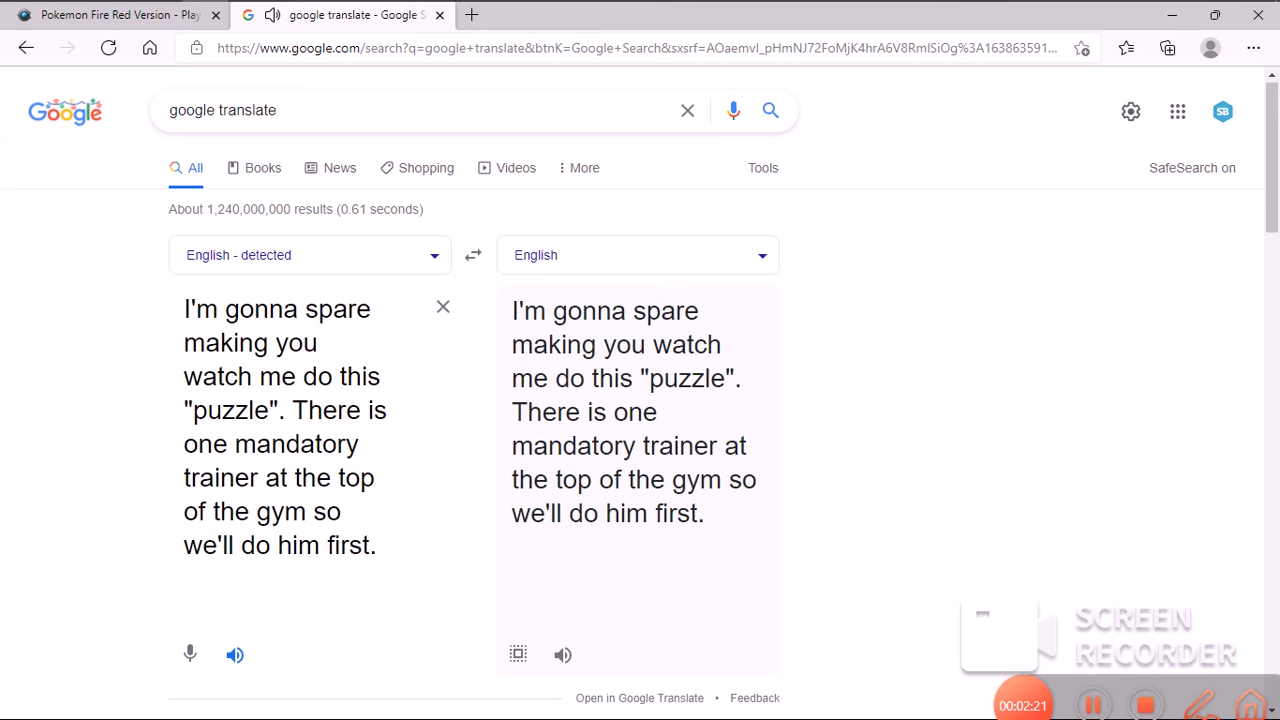 Pokemon Fire Red Version - Play
google translate - Google S
https://www.google.com/search?q=google+translate&btnK=Google+Search&sxsrf=AOaemvI_pHmNJ72FoMjK4hrA6V8RmlSiOg%3A163863591...
Google
google translate
SB
All
Books
News
Shopping
Videos
More
Tools
SafeSearch on
About 1,240,000,000 results (0.61 seconds)
English - detected
English
I'm gonna spare
making you
watch me do this
"puzzle". There is
one mandatory
trainer at the top
of the gym so
we'll do him first.
I'm gonna spare
making you watch
me do this "puzzle".
There is one
mandatory trainer at
the top of the gym so
we'll do him first.
Open in Google Translate • Feedback
SCREEN
RECORDER
00:02:21